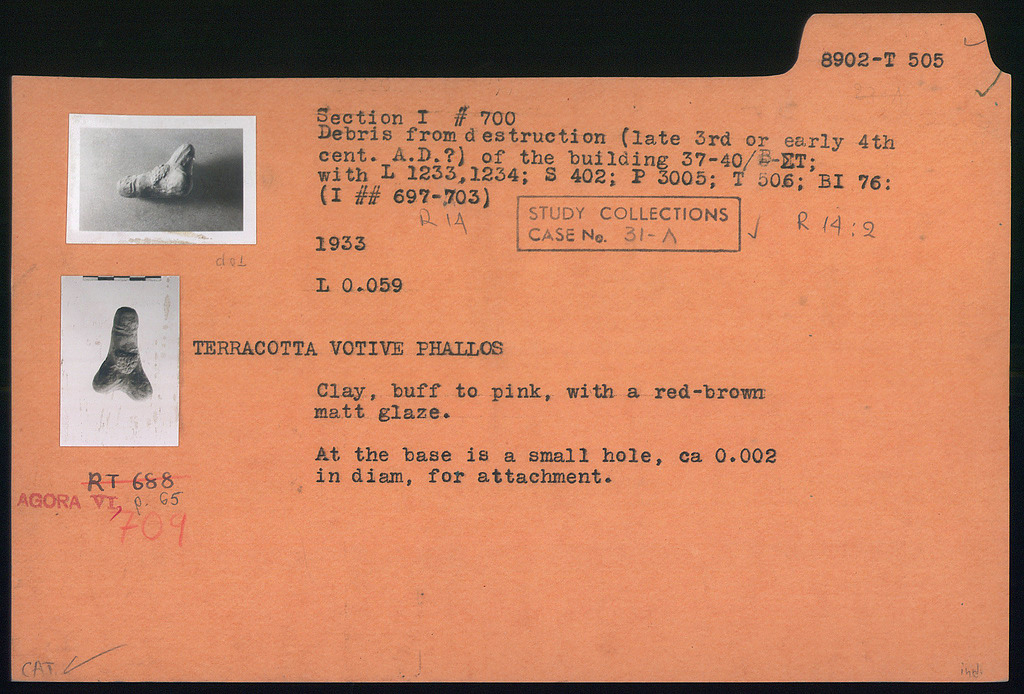 8902-T 505
Section I # 700
Debris from destruction (late 3rd or early 4th
cent. A.D.?) of the building 37-40/B-ET;
with L 1233,1234; S 402; P 3005; T 506; BI 76:
(I ## 697-703)
R 14
STUDY COLLECTIONS
CASE No. 31-A
R 14:2
1933
L 0.059
TERRACOTTA VOTIVE PHALLOS
Clay, buff to pink, with a red-brown
matt glaze.
At the base is a small hole, ca 0.002
in diam, for attachment.
RT 688
AGORA VI, p. 65
709
CAT